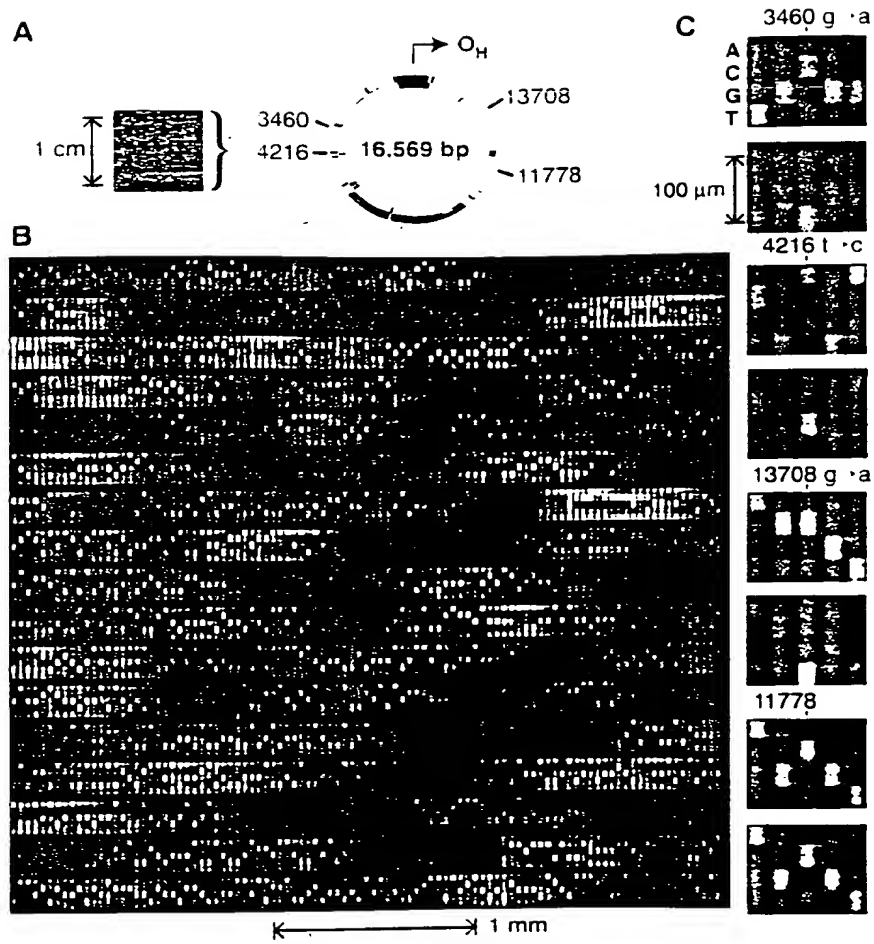 A
O_H
3460
13708
1 cm
4216
16.569 bp
11778
B
1 mm
C
3460 g ➝a
A
C
G
T
100 µm
4216 t ➝c
13708 g ➝a
11778